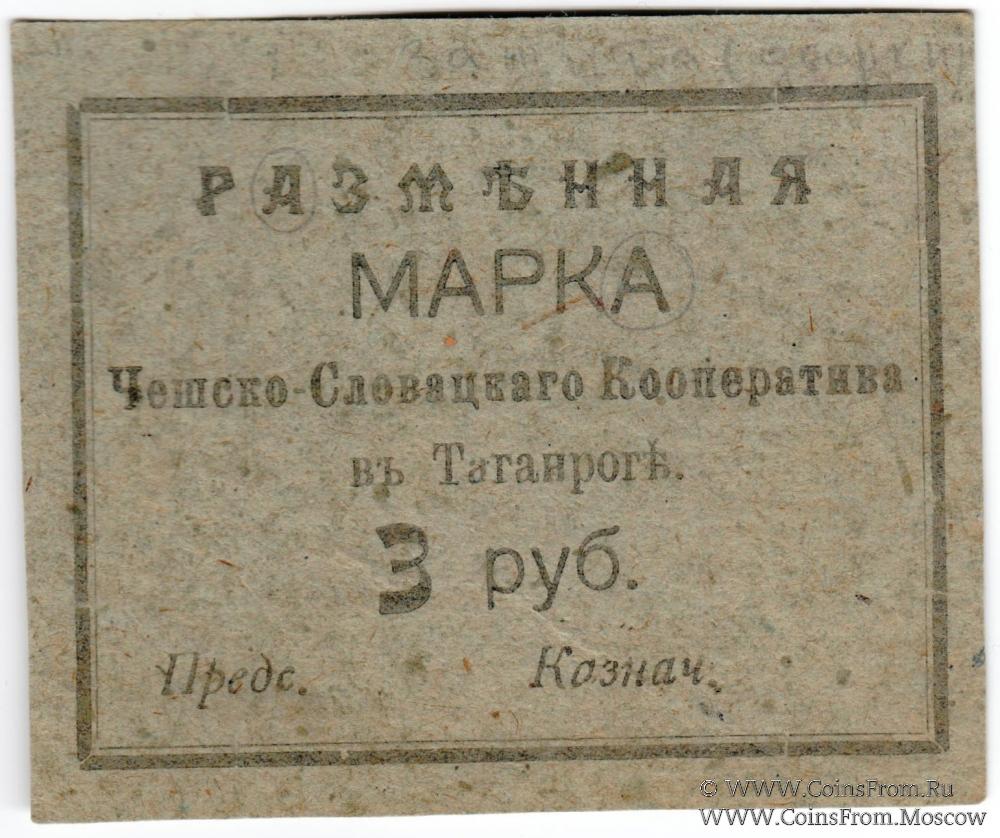 РАЗМѢННАЯ
МАРКА
Чешско-Словацкаго Кооператива
въ Таганрогѣ.
3 руб.
Предс. Казнач.
© WWW.CoinsFrom.Ru
WWW.CoinsFrom.Moscow